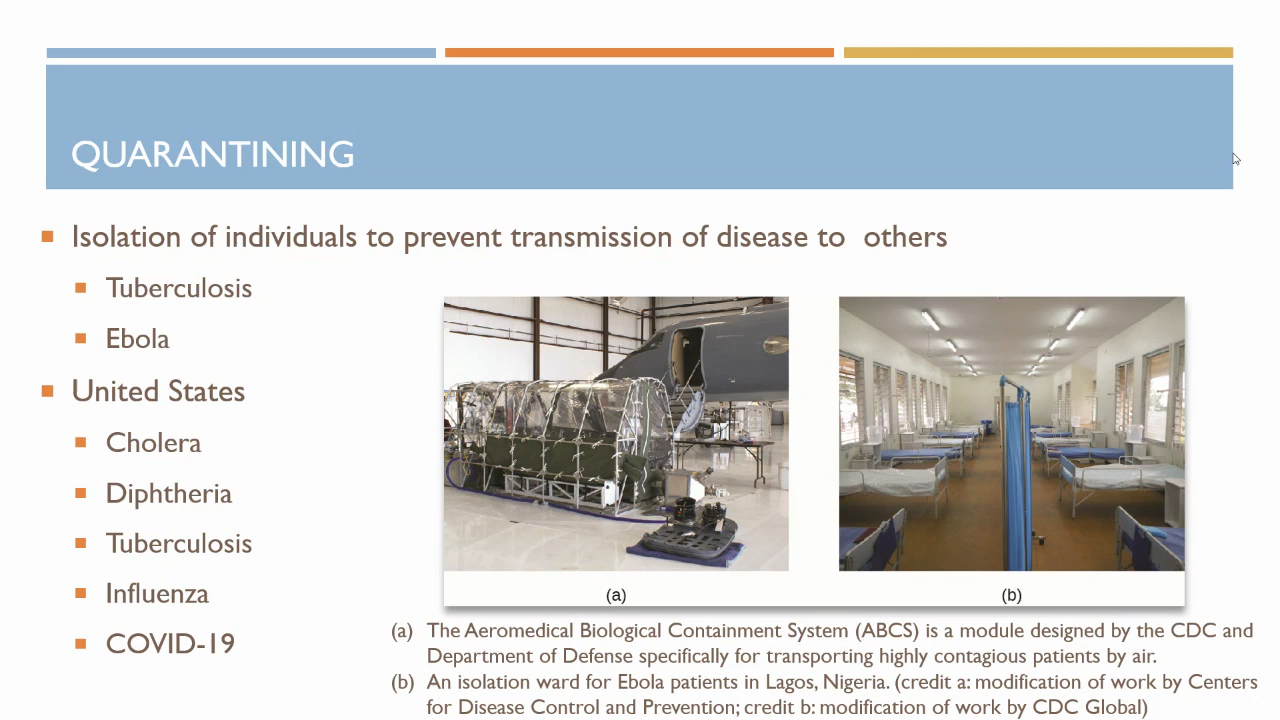 QUARANTINING
Isolation of individuals to prevent transmission of disease to  others
Tuberculosis
Ebola
United States
Cholera
Diphtheria
Tuberculosis
Influenza
COVID-19
(a)
(b)
(a) The Aeromedical Biological Containment System (ABCS) is a module designed by the CDC and
Department of Defense specifically for transporting highly contagious patients by air.
(b) An isolation ward for Ebola patients in Lagos, Nigeria. (credit a: modification of work by Centers
for Disease Control and Prevention; credit b: modification of work by CDC Global)